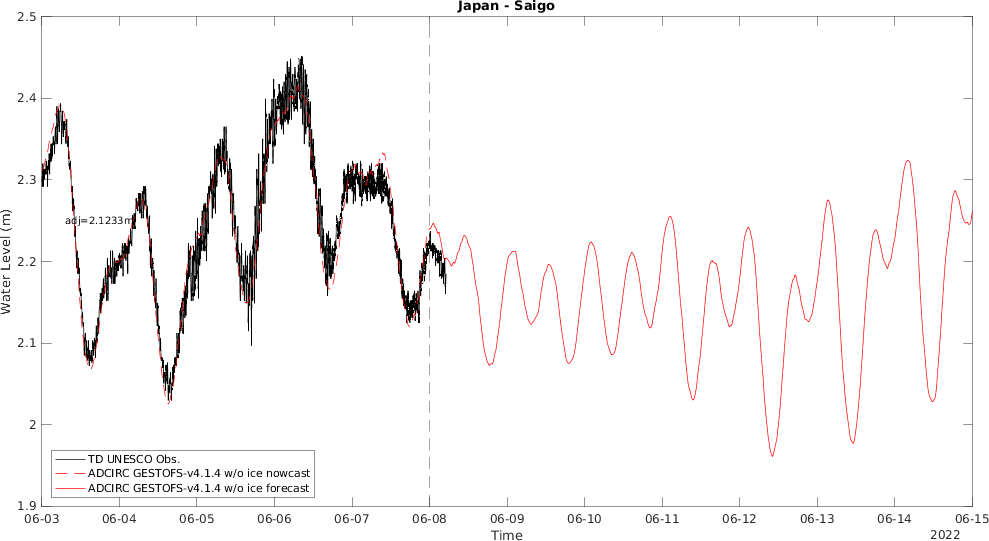 Japan - Saigo
2.5
2.4
2.3
2.2
2.1
2
1.9
Water Level (m)
adj=2.1233m
TD UNESCO Obs.
ADCIRC GESTOFS-v4.1.4 w/o ice nowcast
ADCIRC GESTOFS-v4.1.4 w/o ice forecast
06-03 06-04 06-05 06-06 06-07 06-08 06-09 06-10 06-11 06-12 06-13 06-14 06-15
Time
2022